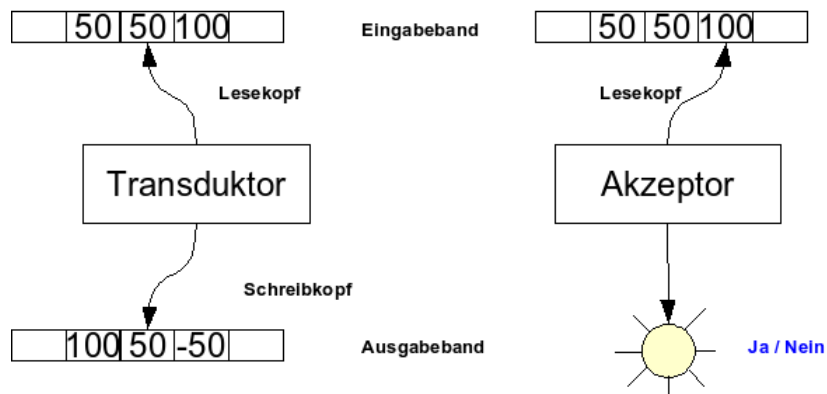 50 50 100 Eingabeband 50 50 100
Lesekopf Lesekopf
Transduktor Akzeptor
Schreibkopf
100 50 -50 Ausgabeband Ja / Nein